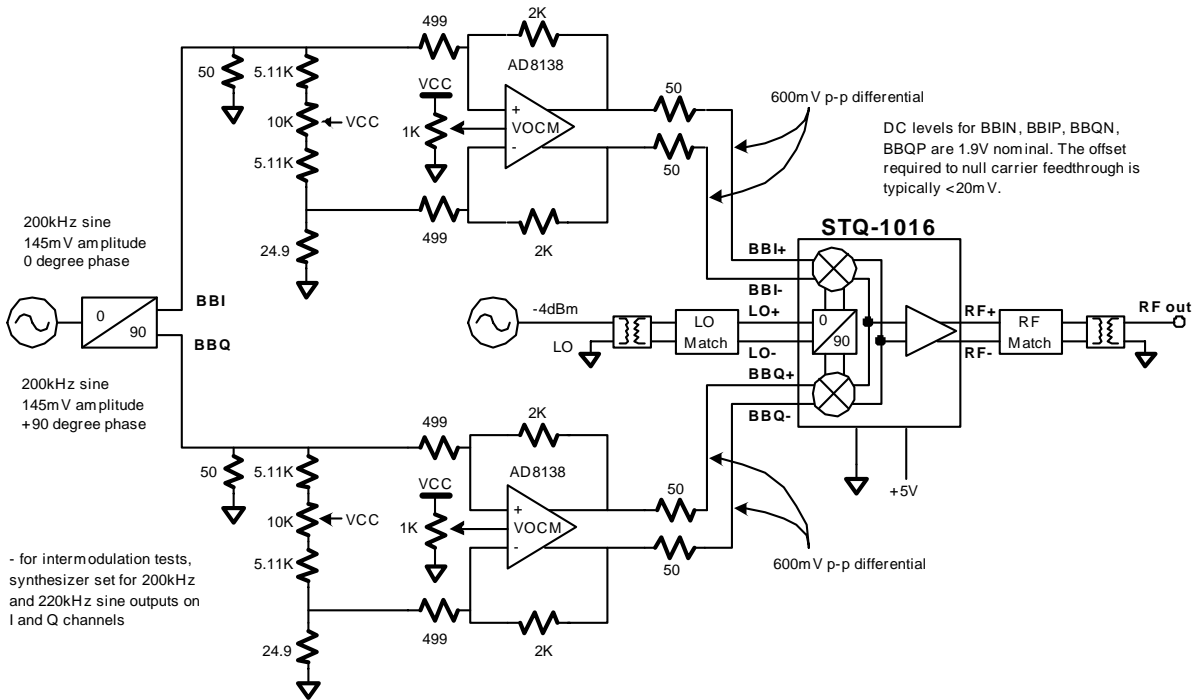 499
2K
AD8138
50
5.11K
10K
VCC
5.11K
24.9
VCC
1K
+
VOCM
-
499
2K
50
50
600mV p-p differential
DC levels for BBIN, BBIP, BBQN,
BBQP are 1.9V nominal. The offset
required to null carrier feedthrough is
typically <20mV.
200kHz sine
145mV amplitude
0 degree phase
0
90
BBI
BBQ
200kHz sine
145mV amplitude
+90 degree phase
STQ-1016
BBI+
BBI-
-4dBm
LO
LO
Match
LO+
LO-
0
90
BBQ+
BBQ-
RF+
RF-
RF
Match
RF out
+5V
499
2K
AD8138
50
5.11K
10K
VCC
5.11K
24.9
VCC
1K
+
VOCM
-
499
2K
50
50
600mV p-p differential
- for intermodulation tests,
synthesizer set for 200kHz
and 220kHz sine outputs on
I and Q channels